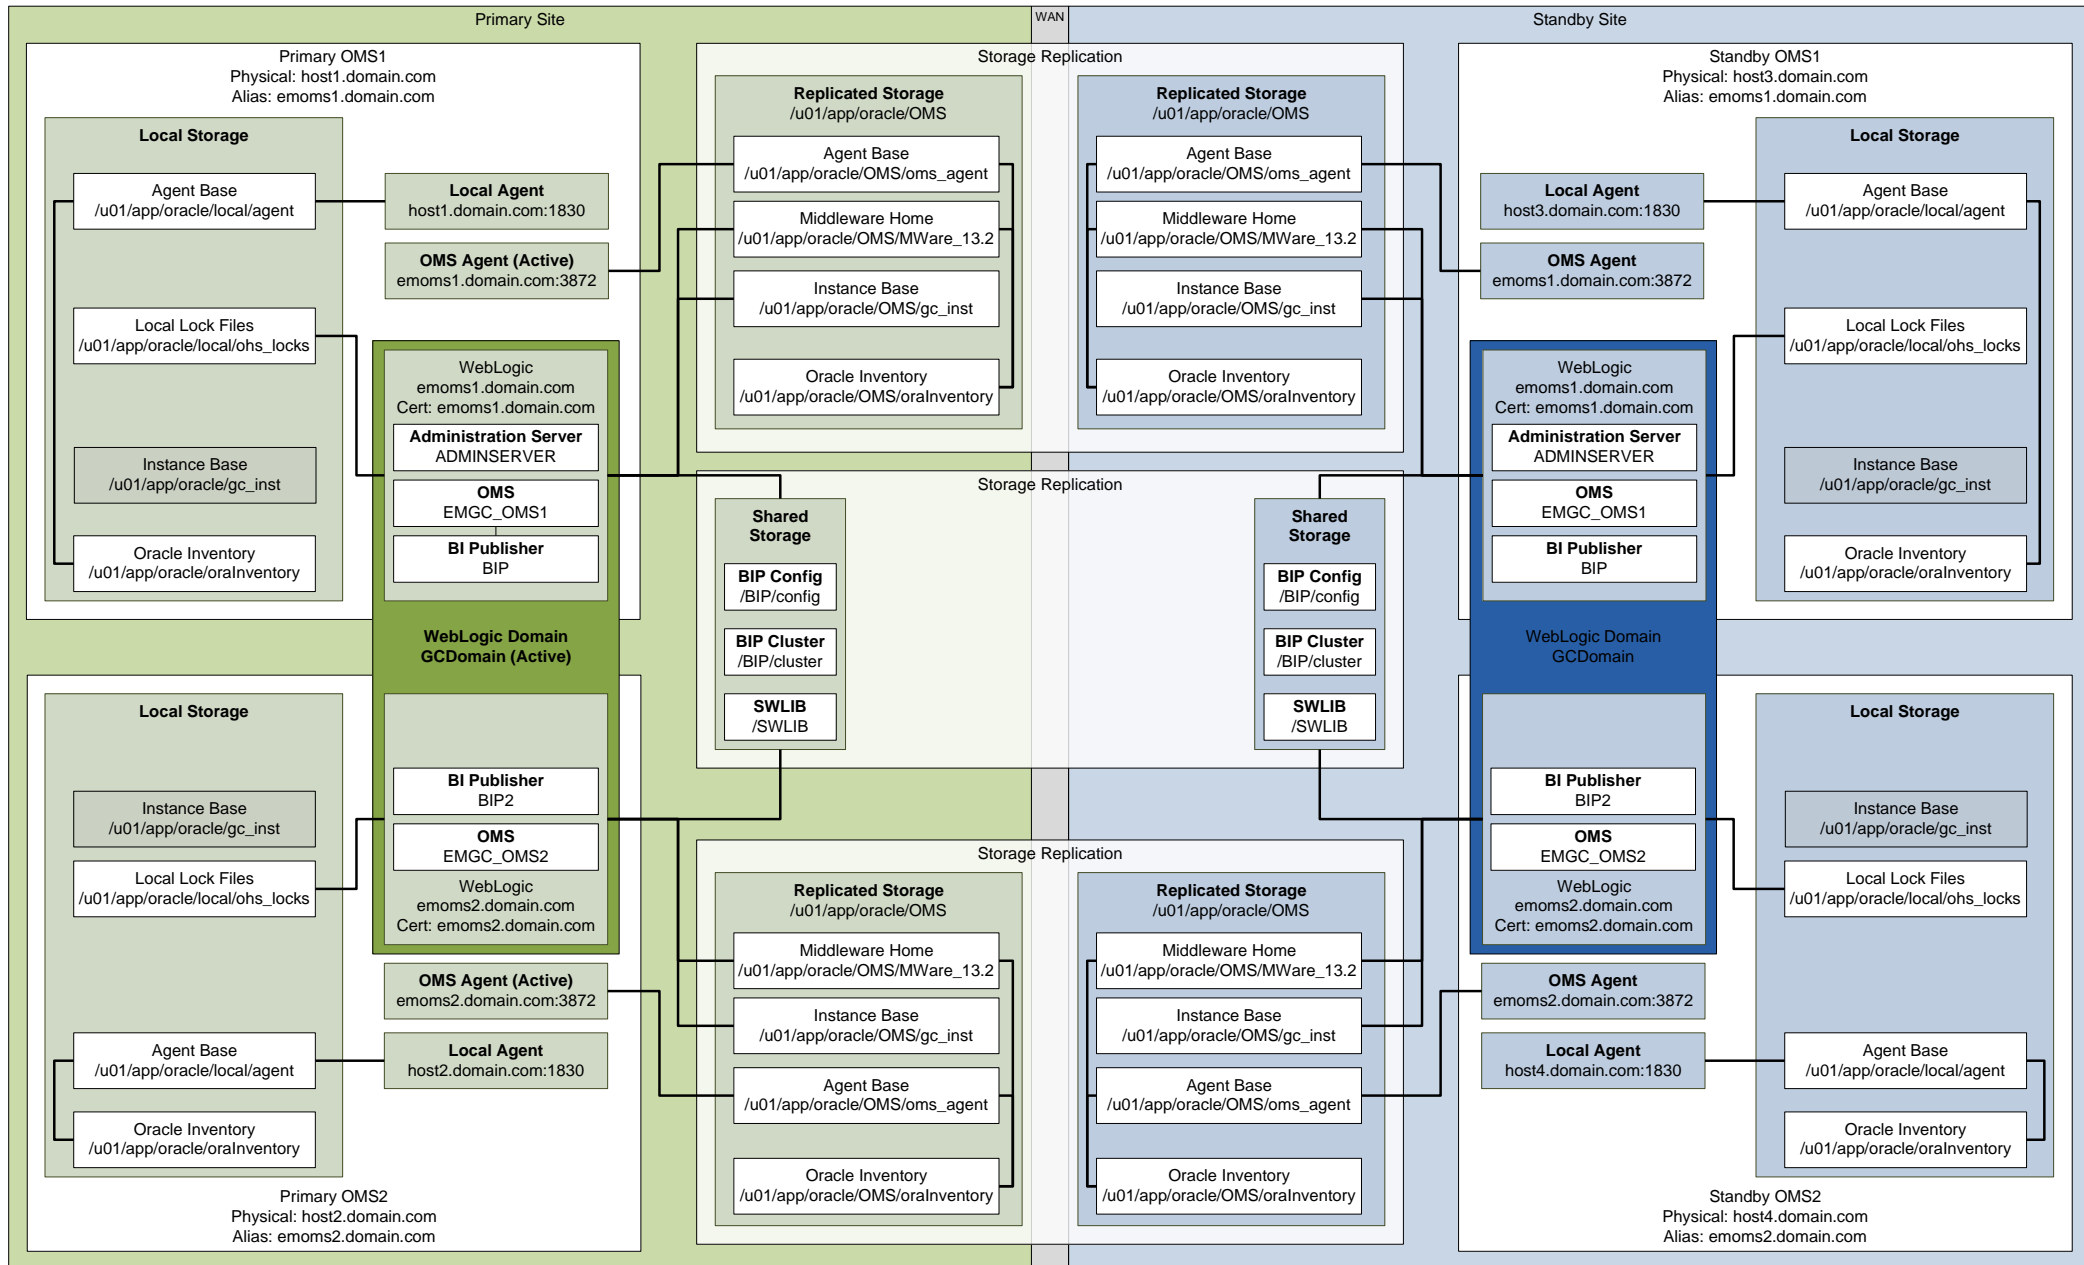 Primary Site
WAN
Standby Site
Primary OMS1
Physical: host1.domain.com
Alias: emoms1.domain.com
Local Storage
Agent Base
/u01/app/oracle/local/agent
Local Lock Files
/u01/app/oracle/local/ohs_locks
Instance Base
/u01/app/oracle/gc_inst
Oracle Inventory
/u01/app/oracle/oraInventory
Local Agent
host1.domain.com:1830
OMS Agent (Active)
emoms1.domain.com:3872
WebLogic
emoms1.domain.com
Cert: emoms1.domain.com
Administration Server
ADMINSERVER
OMS
EMGC_OMS1
BI Publisher
BIP
WebLogic Domain
GCDomain (Active)
BI Publisher
BIP2
OMS
EMGC_OMS2
WebLogic
emoms2.domain.com
Cert: emoms2.domain.com
OMS Agent (Active)
emoms2.domain.com:3872
Local Agent
host2.domain.com:1830
Local Storage
Instance Base
/u01/app/oracle/gc_inst
Local Lock Files
/u01/app/oracle/local/ohs_locks
Agent Base
/u01/app/oracle/local/agent
Oracle Inventory
/u01/app/oracle/oraInventory
Primary OMS2
Physical: host2.domain.com
Alias: emoms2.domain.com
Storage Replication
Replicated Storage
/u01/app/oracle/OMS
Agent Base
/u01/app/oracle/OMS/oms_agent
Middleware Home
/u01/app/oracle/OMS/MWare_13.2
Instance Base
/u01/app/oracle/OMS/gc_inst
Oracle Inventory
/u01/app/oracle/OMS/oraInventory
Replicated Storage
/u01/app/oracle/OMS
Agent Base
/u01/app/oracle/OMS/oms_agent
Middleware Home
/u01/app/oracle/OMS/MWare_13.2
Instance Base
/u01/app/oracle/OMS/gc_inst
Oracle Inventory
/u01/app/oracle/OMS/oraInventory
Storage Replication
Shared
Storage
BIP Config
/BIP/config
BIP Cluster
/BIP/cluster
SWLIB
/SWLIB
Shared
Storage
BIP Config
/BIP/config
BIP Cluster
/BIP/cluster
SWLIB
/SWLIB
Storage Replication
Replicated Storage
/u01/app/oracle/OMS
Middleware Home
/u01/app/oracle/OMS/MWare_13.2
Instance Base
/u01/app/oracle/OMS/gc_inst
Agent Base
/u01/app/oracle/OMS/oms_agent
Oracle Inventory
/u01/app/oracle/OMS/oraInventory
Replicated Storage
/u01/app/oracle/OMS
Middleware Home
/u01/app/oracle/OMS/MWare_13.2
Instance Base
/u01/app/oracle/OMS/gc_inst
Agent Base
/u01/app/oracle/OMS/oms_agent
Oracle Inventory
/u01/app/oracle/OMS/oraInventory
Standby OMS1
Physical: host3.domain.com
Alias: emoms1.domain.com
Local Agent
host3.domain.com:1830
OMS Agent
emoms1.domain.com:3872
WebLogic
emoms1.domain.com
Cert: emoms1.domain.com
Administration Server
ADMINSERVER
OMS
EMGC_OMS1
BI Publisher
BIP
WebLogic Domain
GCDomain
BI Publisher
BIP2
OMS
EMGC_OMS2
WebLogic
emoms2.domain.com
Cert: emoms2.domain.com
OMS Agent
emoms2.domain.com:3872
Local Agent
host4.domain.com:1830
Local Storage
Agent Base
/u01/app/oracle/local/agent
Local Lock Files
/u01/app/oracle/local/ohs_locks
Instance Base
/u01/app/oracle/gc_inst
Oracle Inventory
/u01/app/oracle/oraInventory
Local Storage
Instance Base
/u01/app/oracle/gc_inst
Local Lock Files
/u01/app/oracle/local/ohs_locks
Agent Base
/u01/app/oracle/local/agent
Oracle Inventory
/u01/app/oracle/oraInventory
Standby OMS2
Physical: host4.domain.com
Alias: emoms2.domain.com